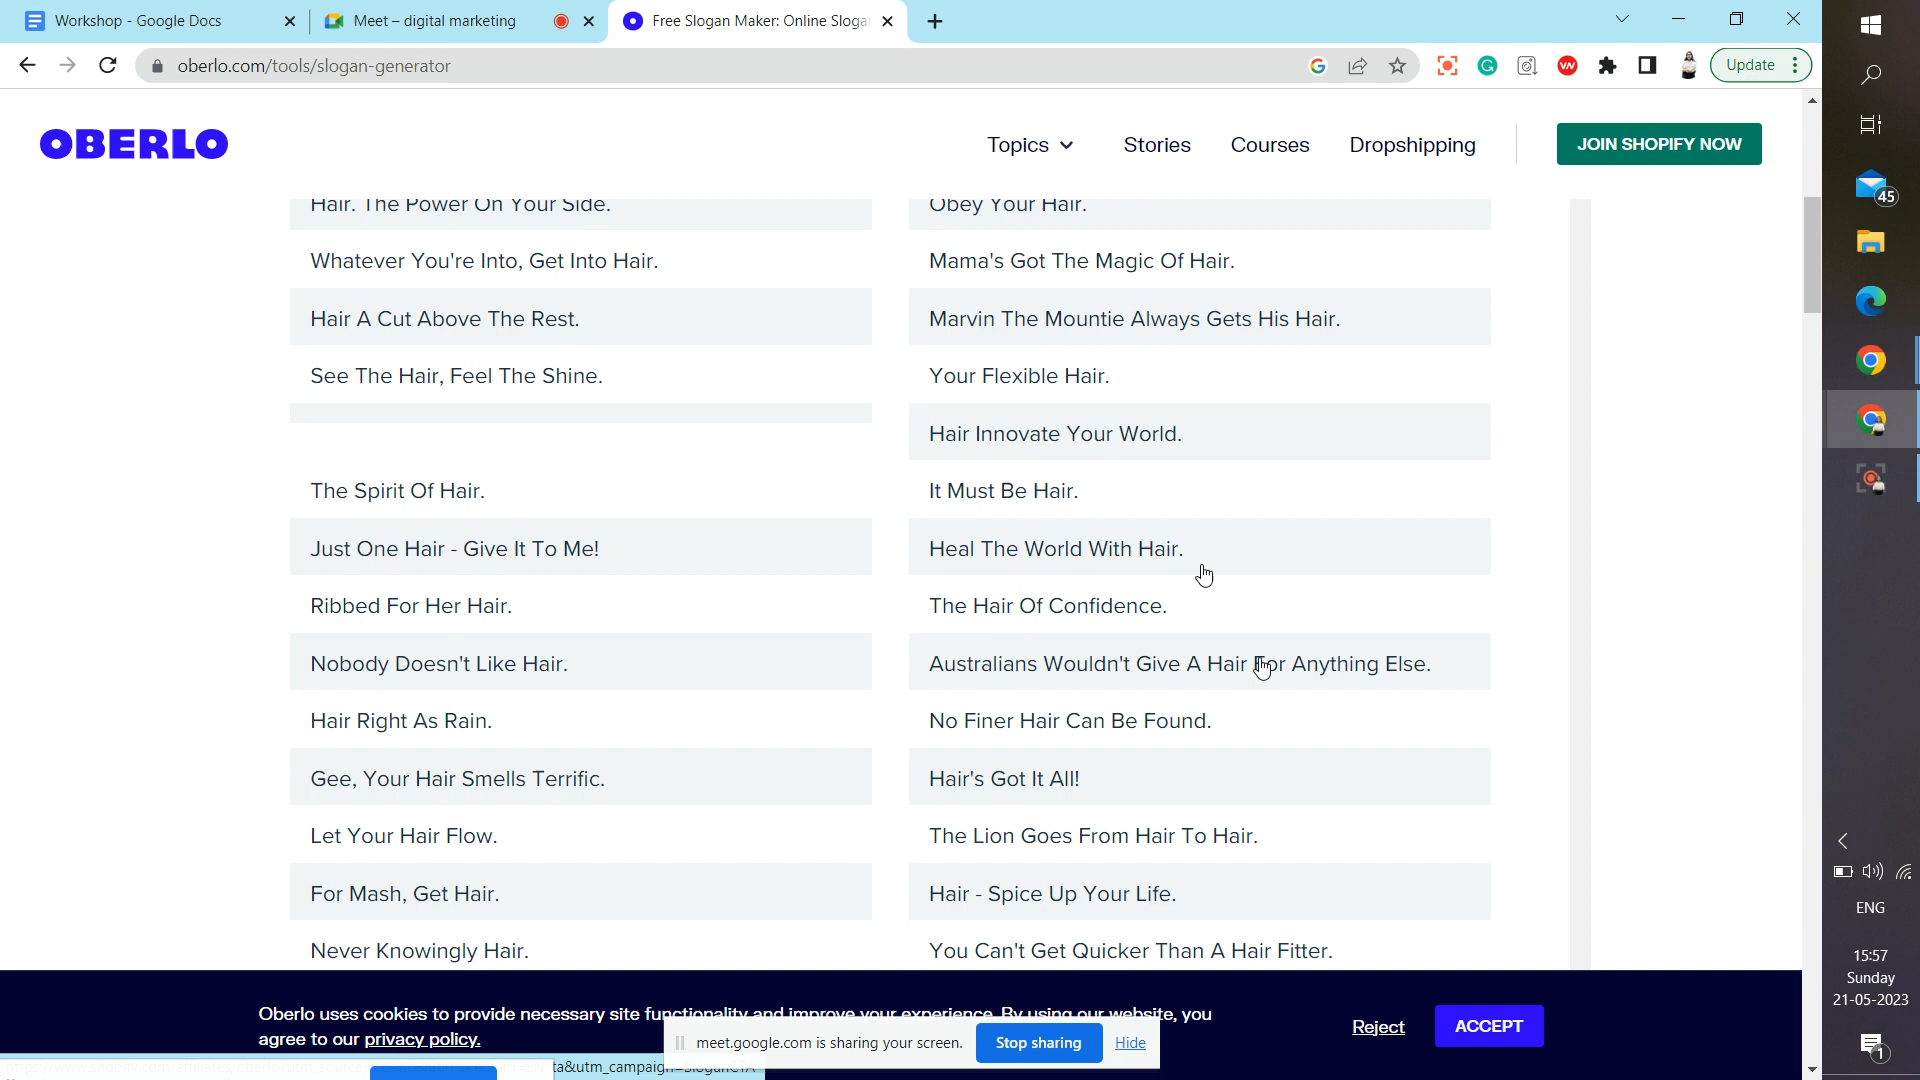 Workshop - Google Docs
Meet – digital marketing
Free Slogan Maker: Online Sloga
oberlo.com/tools/slogan-generator
Update
OBERLO
Topics
Stories
Courses
Dropshipping
JOIN SHOPIFY NOW
Hair. The Power On Your Side.
Obey Your Hair.
Whatever You're Into, Get Into Hair.
Mama's Got The Magic Of Hair.
Hair A Cut Above The Rest.
Marvin The Mountie Always Gets His Hair.
See The Hair, Feel The Shine.
Your Flexible Hair.
Hair Innovate Your World.
The Spirit Of Hair.
It Must Be Hair.
Just One Hair - Give It To Me!
Heal The World With Hair.
Ribbed For Her Hair.
The Hair Of Confidence.
Nobody Doesn't Like Hair.
Australians Wouldn't Give A Hair For Anything Else.
Hair Right As Rain.
No Finer Hair Can Be Found.
Gee, Your Hair Smells Terrific.
Hair's Got It All!
Let Your Hair Flow.
The Lion Goes From Hair To Hair.
For Mash, Get Hair.
Hair - Spice Up Your Life.
Never Knowingly Hair.
You Can't Get Quicker Than A Hair Fitter.
Oberlo uses cookies to provide necessary site functionality and improve your experience. By using our website, you
agree to our privacy policy.
Reject
ACCEPT
meet.google.com is sharing your screen.
Stop sharing
Hide
45
ENG
15:57
Sunday
21-05-2023
1